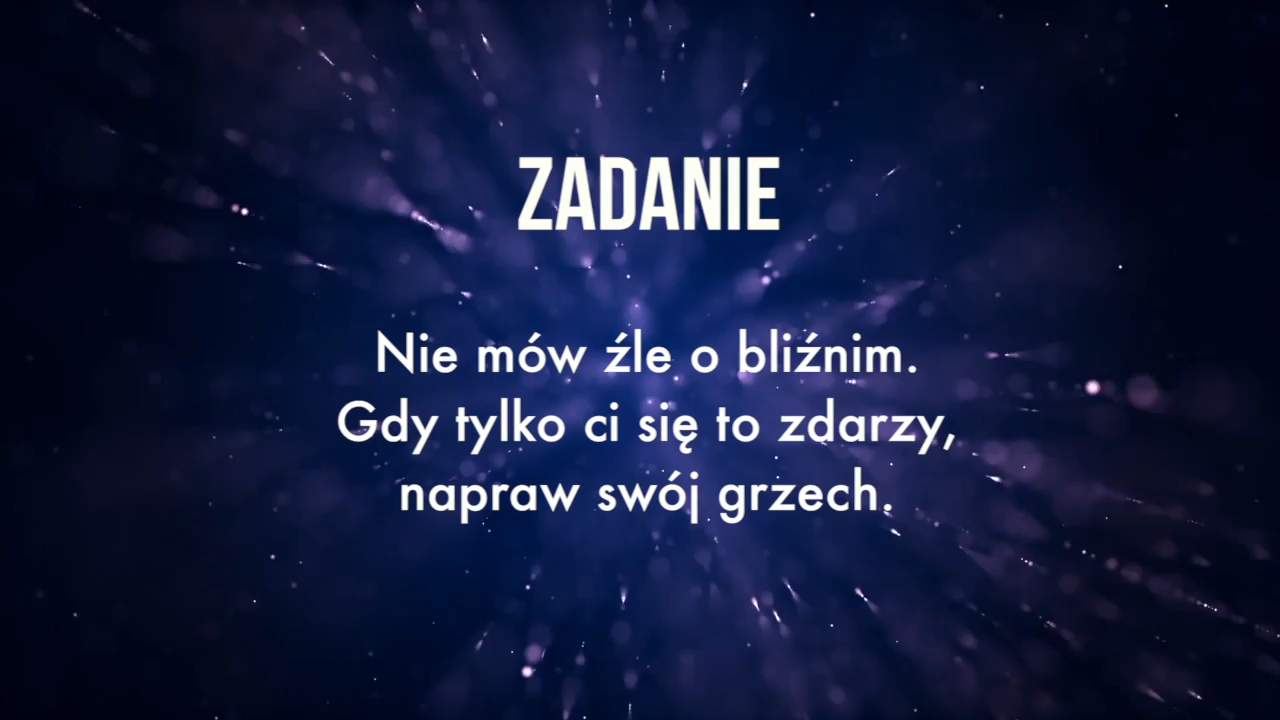 ZADANIE
Nie mów źle o bliźnim.
Gdy tylko ci się to zdarzy,
napraw swój grzech.